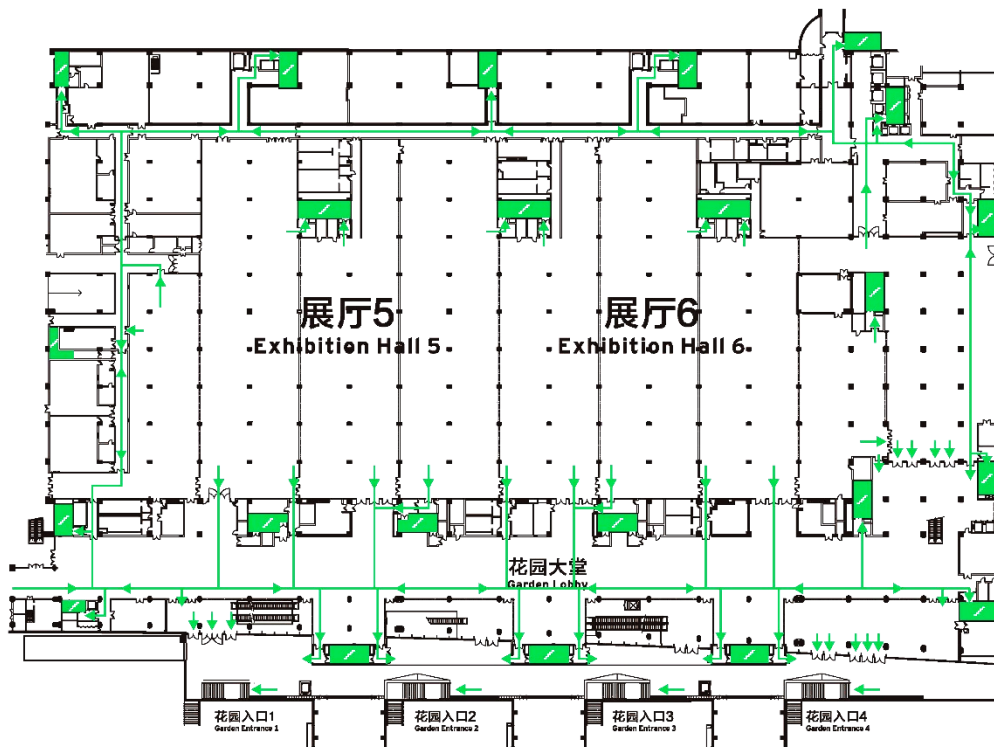 展厅5
Exhibition Hall 5
展厅6
Exhibition Hall 6
花园大堂
Garden Lobby
花园入口1
Garden Entrance 1
花园入口2
Garden Entrance 2
花园入口3
Garden Entrance 3
花园入口4
Garden Entrance 4